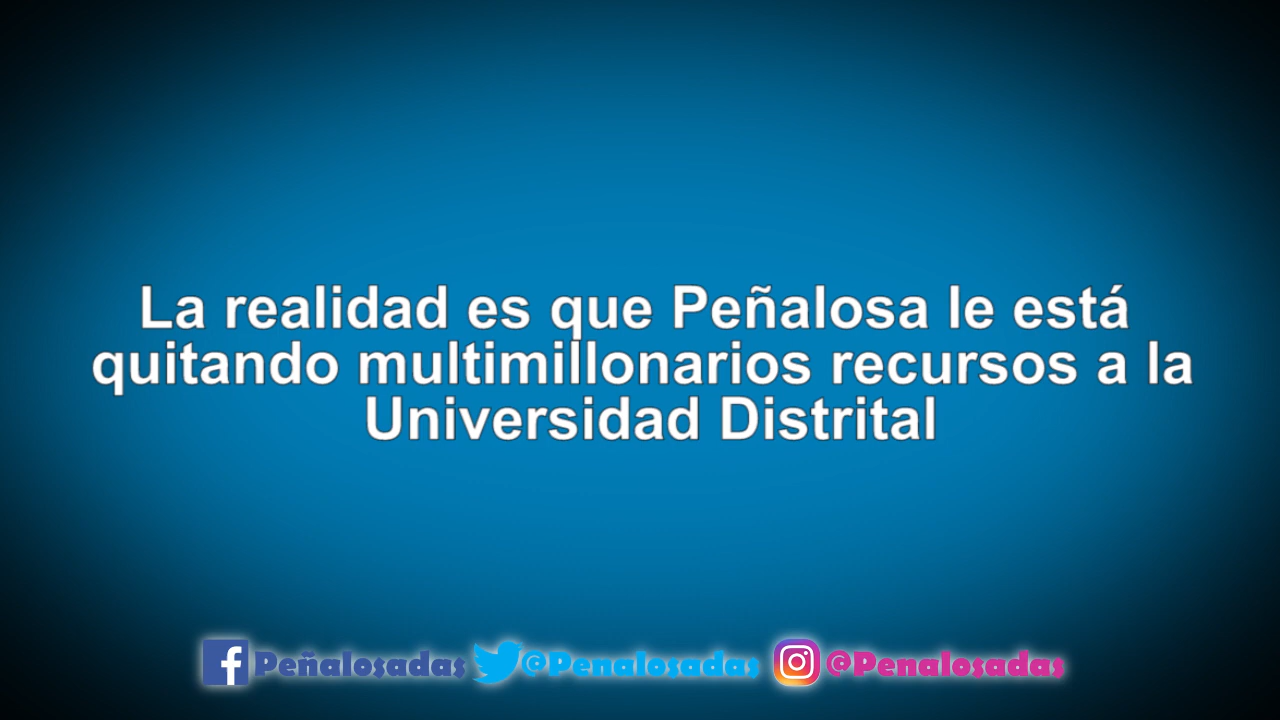 La realidad es que Peñalosa le está
quitando multimillonarios recursos a la
Universidad Distrital
Peñalosadas @Penalosadas @Penalosadas